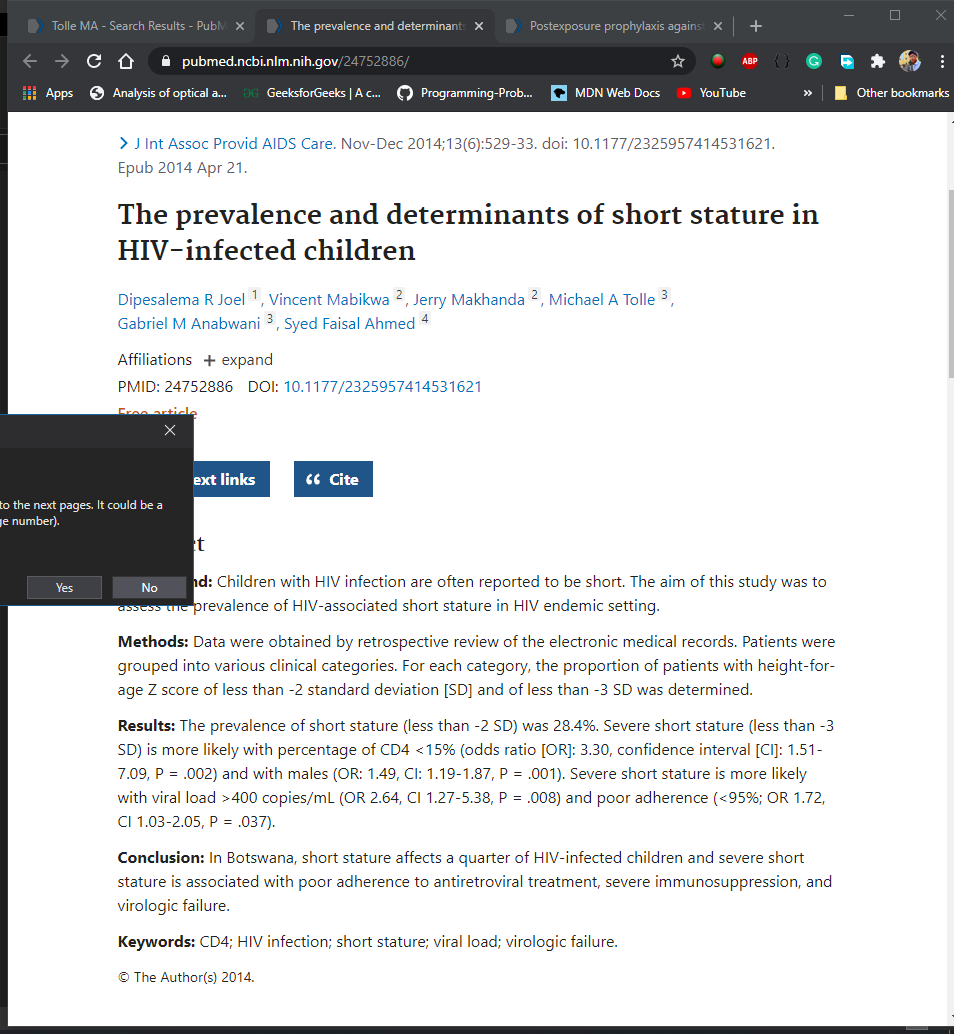 Tolle MA - Search Results - PubM
The prevalence and determinants
Postexposure prophylaxis against
pubmed.ncbi.nlm.nih.gov/24752886/
ABP
Apps
Analysis of optical a...
GeeksforGeeks | A c...
Programming-Prob...
MDN Web Docs
YouTube
»
Other bookmarks
J Int Assoc Provid AIDS Care. Nov-Dec 2014;13(6):529-33. doi: 10.1177/2325957414531621.
Epub 2014 Apr 21.
The prevalence and determinants of short stature in
HIV-infected children
Dipesalema R Joel 1, Vincent Mabikwa 2, Jerry Makhanda 2, Michael A Tolle 3,
Gabriel M Anabwani 3, Syed Faisal Ahmed 4
Affiliations + expand
PMID: 24752886 DOI: 10.1177/2325957414531621
Free article
to the next pages. It could be a
ge number).
Yes No
ext links
“ Cite
ct
nd: Children with HIV infection are often reported to be short. The aim of this study was to
assess the prevalence of HIV-associated short stature in HIV endemic setting.
Methods: Data were obtained by retrospective review of the electronic medical records. Patients were
grouped into various clinical categories. For each category, the proportion of patients with height-for-
age Z score of less than -2 standard deviation [SD] and of less than -3 SD was determined.
Results: The prevalence of short stature (less than -2 SD) was 28.4%. Severe short stature (less than -3
SD) is more likely with percentage of CD4 <15% (odds ratio [OR]: 3.30, confidence interval [CI]: 1.51-
7.09, P = .002) and with males (OR: 1.49, CI: 1.19-1.87, P = .001). Severe short stature is more likely
with viral load >400 copies/mL (OR 2.64, CI 1.27-5.38, P = .008) and poor adherence (<95%; OR 1.72,
CI 1.03-2.05, P = .037).
Conclusion: In Botswana, short stature affects a quarter of HIV-infected children and severe short
stature is associated with poor adherence to antiretroviral treatment, severe immunosuppression, and
virologic failure.
Keywords: CD4; HIV infection; short stature; viral load; virologic failure.
© The Author(s) 2014.